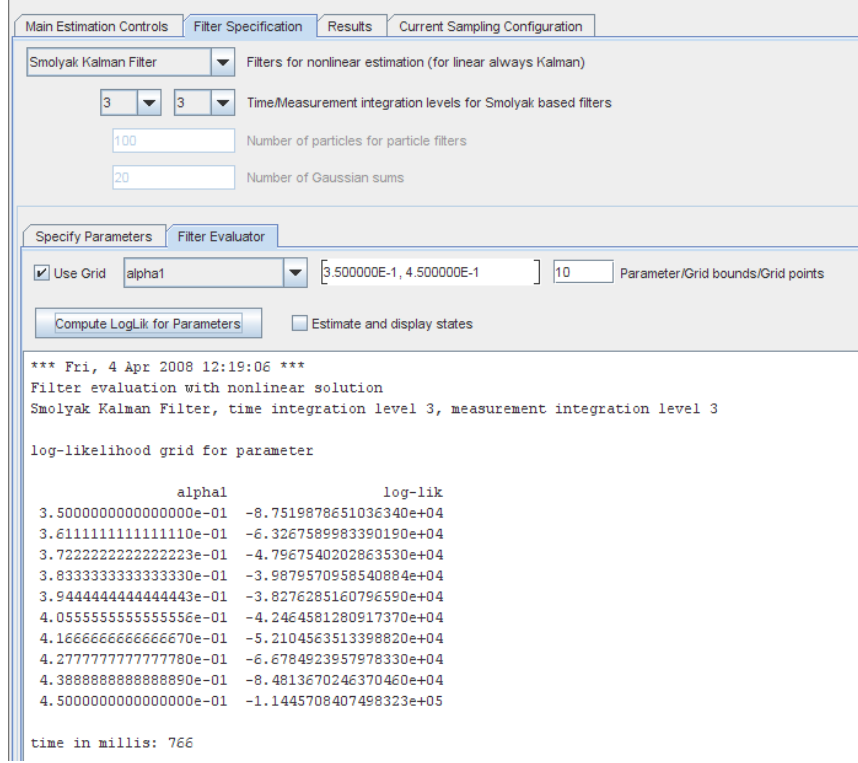 Main Estimation Controls Filter Specification Results Current Sampling Configuration
Smolyak Kalman Filter Filters for nonlinear estimation (for linear always Kalman)
3 3 Time/Measurement integration levels for Smolyak based filters
100 Number of particles for particle filters
20 Number of Gaussian sums
Specify Parameters Filter Evaluator
Use Grid alpha1 3.500000E-1, 4.500000E-1 10 Parameter/Grid bounds/Grid points
Compute LogLik for Parameters Estimate and display states
*** Fri, 4 Apr 2008 12:19:06 ***
Filter evaluation with nonlinear solution
Smolyak Kalman Filter, time integration level 3, measurement integration level 3
log-likelihood grid for parameter
alpha1 log-lik
3.5000000000000000e-01 -8.7519878651036340e+04
3.6111111111111110e-01 -6.3267589983390190e+04
3.7222222222222223e-01 -4.7967540202863530e+04
3.8333333333333330e-01 -3.9879570958540884e+04
3.9444444444444443e-01 -3.8276285160796590e+04
4.0555555555555556e-01 -4.2464581280917370e+04
4.1666666666666670e-01 -5.2104563513398820e+04
4.2777777777777780e-01 -6.6784923957978330e+04
4.3888888888888890e-01 -8.4813670246370460e+04
4.5000000000000000e-01 -1.1445708407498323e+05
time in millis: 766